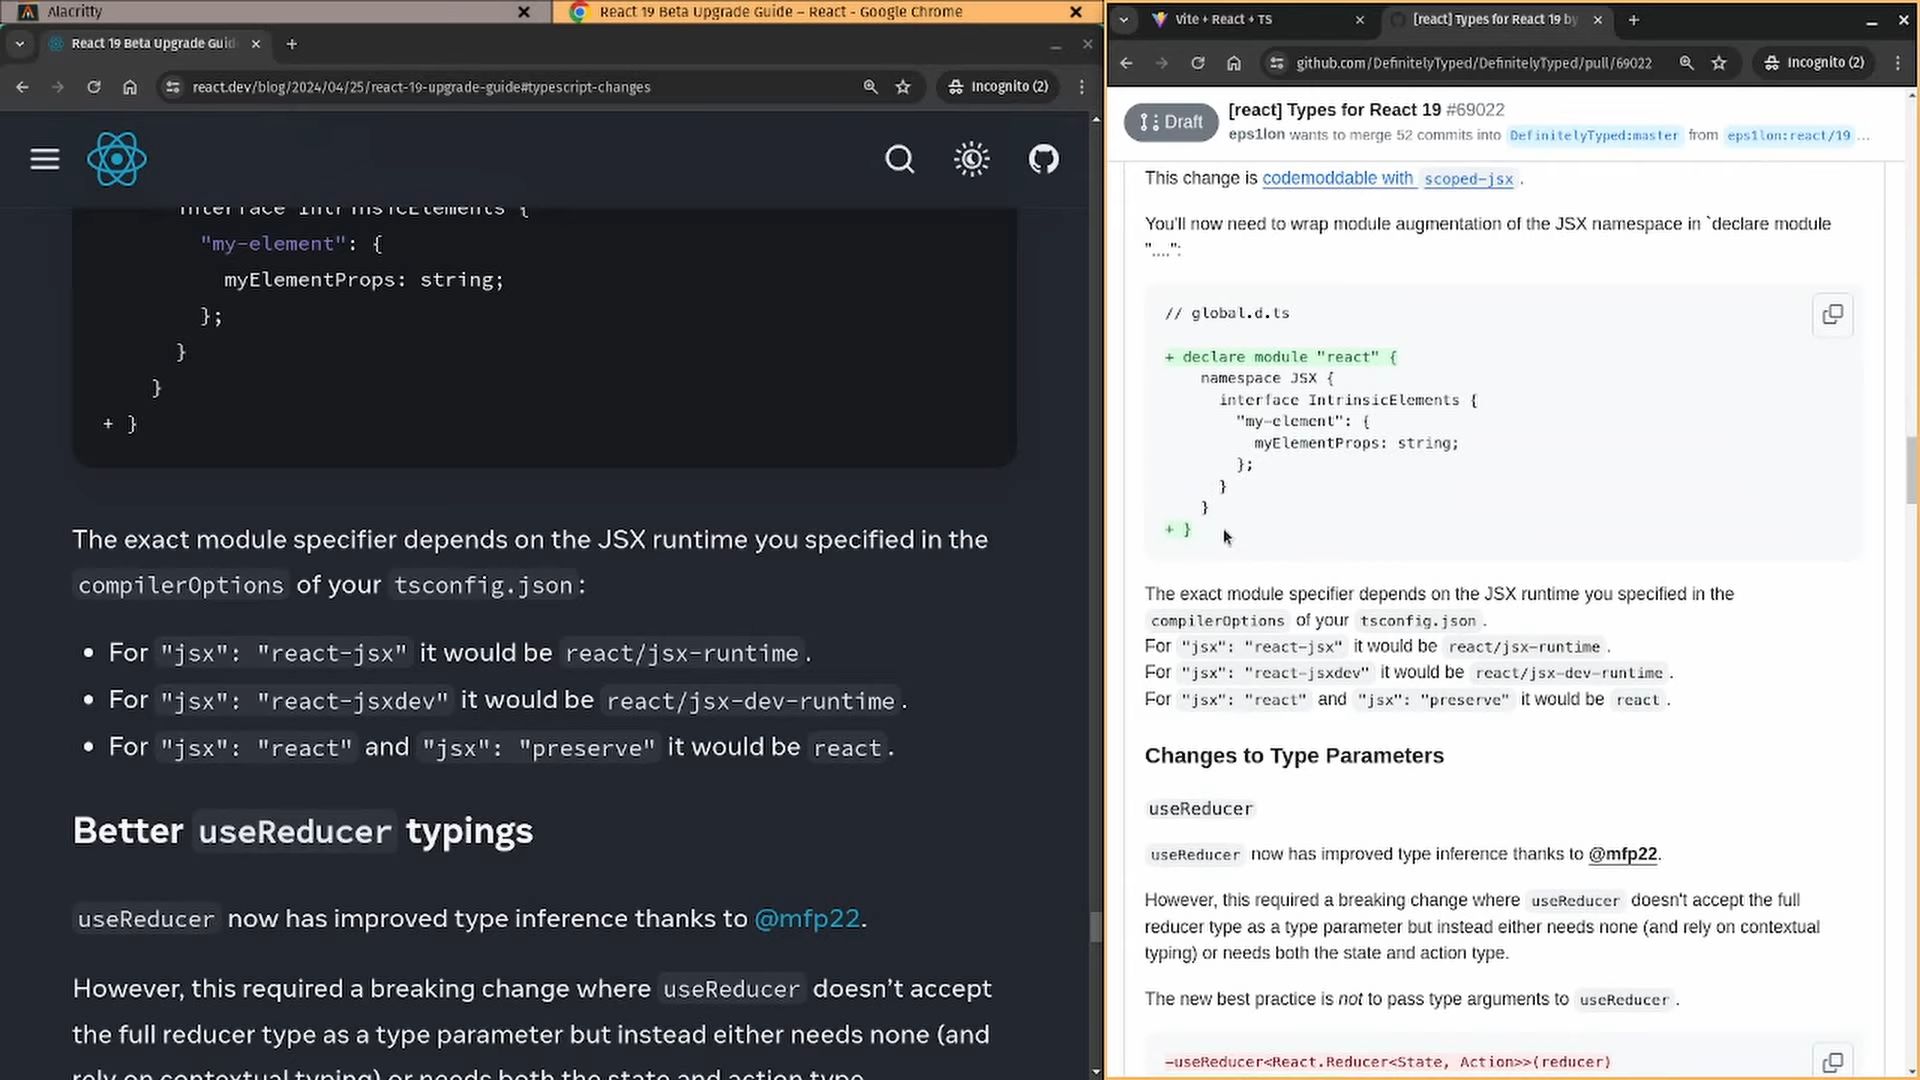 Alacritty
React 19 Beta Upgrade Guide – React - Google Chrome
React 19 Beta Upgrade Guid
react.dev/blog/2024/04/25/react-19-upgrade-guide#typescript-changes
Incognito (2)
interface IntrinsicElements {
"my-element": {
myElementProps: string;
};
}
}
+ }
The exact module specifier depends on the JSX runtime you specified in the
compilerOptions of your tsconfig.json:
• For "jsx": "react-jsx" it would be react/jsx-runtime.
• For "jsx": "react-jsxdev" it would be react/jsx-dev-runtime.
• For "jsx": "react" and "jsx": "preserve" it would be react.
Better useReducer typings
useReducer now has improved type inference thanks to @mfp22.
However, this required a breaking change where useReducer doesn’t accept
the full reducer type as a type parameter but instead either needs none (and
rely on contextual typing) or needs both the state and action type
Vite + React + TS
[react] Types for React 19 by
github.com/DefinitelyTyped/DefinitelyTyped/pull/69022
Incognito (2)
Draft
[react] Types for React 19 #69022
eps1lon wants to merge 52 commits into DefinitelyTyped:master from eps1lon:react/19 ...
This change is codemoddable with scoped-jsx .
You'll now need to wrap module augmentation of the JSX namespace in `declare module
"....":
// global.d.ts
+ declare module "react" {
namespace JSX {
interface IntrinsicElements {
"my-element": {
myElementProps: string;
};
}
}
+ }
The exact module specifier depends on the JSX runtime you specified in the
compilerOptions of your tsconfig.json .
For "jsx": "react-jsx" it would be react/jsx-runtime .
For "jsx": "react-jsxdev" it would be react/jsx-dev-runtime .
For "jsx": "react" and "jsx": "preserve" it would be react .
Changes to Type Parameters
useReducer
useReducer now has improved type inference thanks to @mfp22.
However, this required a breaking change where useReducer doesn't accept the full
reducer type as a type parameter but instead either needs none (and rely on contextual
typing) or needs both the state and action type.
The new best practice is not to pass type arguments to useReducer .
-useReducer<React.Reducer<State, Action>>(reducer)